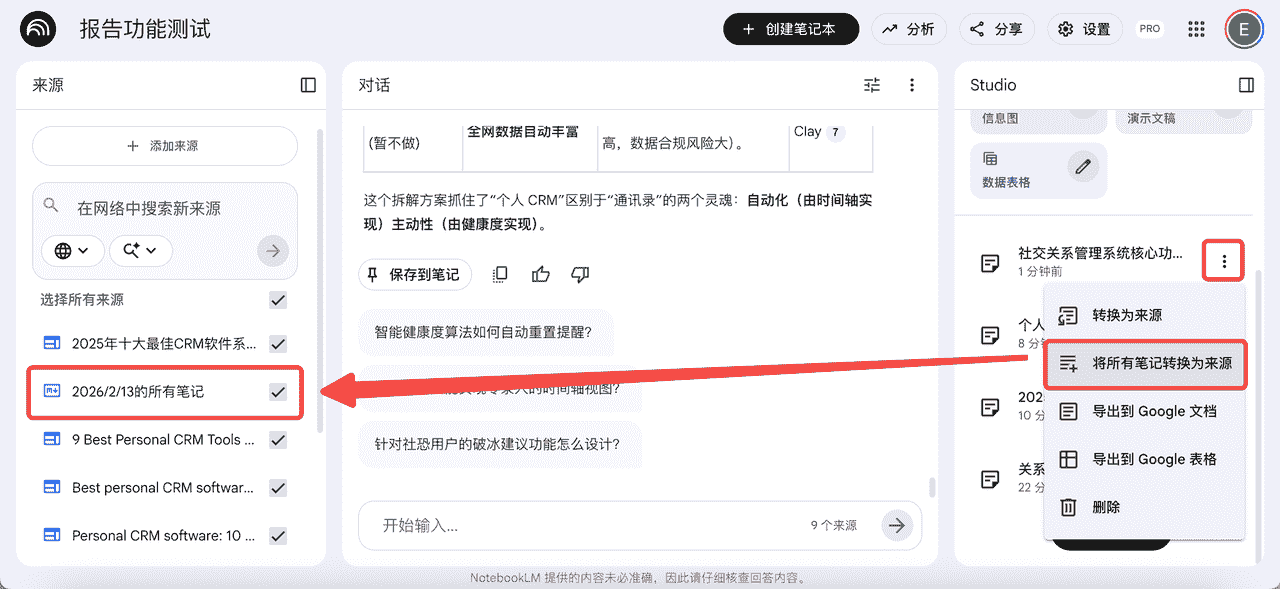 报告功能测试
创建笔记本
分析
分享
设置
PRO
E
来源
添加来源
在网络中搜索新来源
选择所有来源
2025年十大最佳CRM软件系...
2026/2/13的所有笔记
9 Best Personal CRM Tools ...
Best personal CRM softwar...
Personal CRM software: 10 ...
对话
(暂不做)
全网数据自动丰富
高，数据合规风险大）。
Clay 7
这个拆解方案抓住了“个人 CRM”区别于“通讯录”的两个灵魂：自动化（由时间轴实
现）主动性（由健康度实现）。
保存到笔记
智能健康度算法如何自动重置提醒？
的时间轴视图？
针对社恐用户的破冰建议功能怎么设计？
开始输入...
9 个来源
Studio
信息图
演示文稿
数据表格
社交关系管理系统核心功...
1 分钟前
个人
8 分钟
202
10 分
关系
22 分
转换为来源
将所有笔记转换为来源
导出到 Google 文档
导出到 Google 表格
删除
NotebookLM 提供的内容未必准确，因此请仔细核查回答内容。